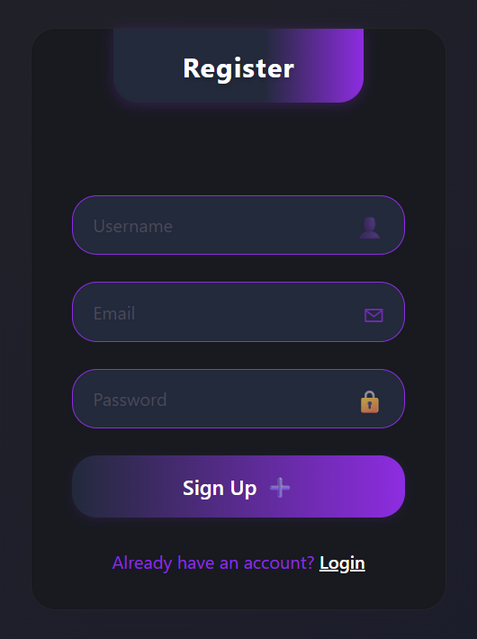 Register
Username
Email
Password
Sign Up
Already have an account? Login